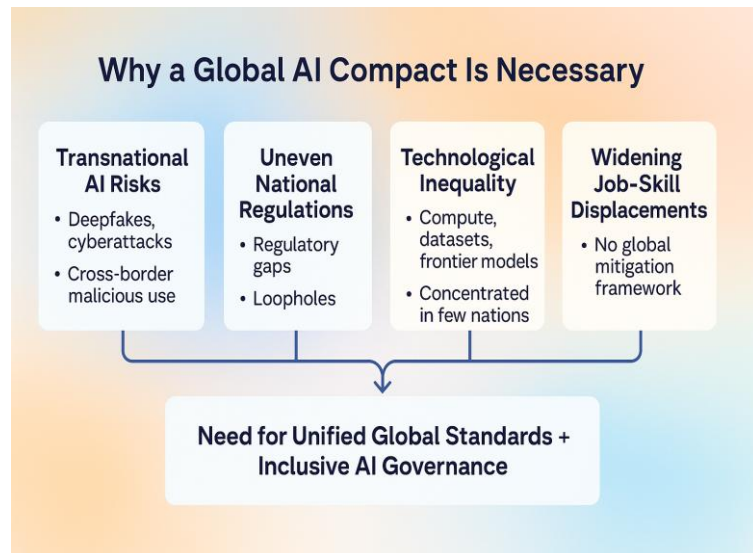 Why a Global AI Compact Is Necessary
Transnational
AI Risks
• Deepfakes,
cyberattacks
• Cross-border
malicious use
Uneven
National
Regulations
• Regulatory
gaps
• Loopholes
Technological
Inequality
• Compute,
datasets,
frontier models
• Concentrated
in few nations
Widening
Job-Skill
Displacements
• No global
mitigation
framework
Need for Unified Global Standards +
Inclusive AI Governance